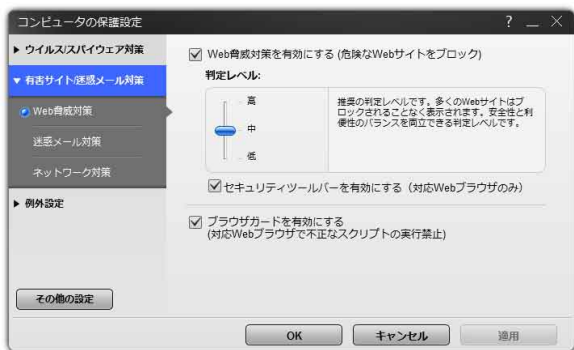 コンピュータの保護設定
? _ ×
▶ ウイルス/スパイウェア対策
▼ 有害サイト/迷惑メール対策
Web脅威対策
迷惑メール対策
ネットワーク対策
▶ 例外設定
その他の設定
Web脅威対策を有効にする (危険なWebサイトをブロック)
判定レベル:
高
中
低
推奨の判定レベルです。多くのWebサイトはブ
ロックされることなく表示されます。安全性と利
便性のバランスを両立できる判定レベルです。
セキュリティツールバーを有効にする (対応Webブラウザのみ)
ブラウザガードを有効にする
(対応Webブラウザで不正なスクリプトの実行禁止)
OK
キャンセル
適用